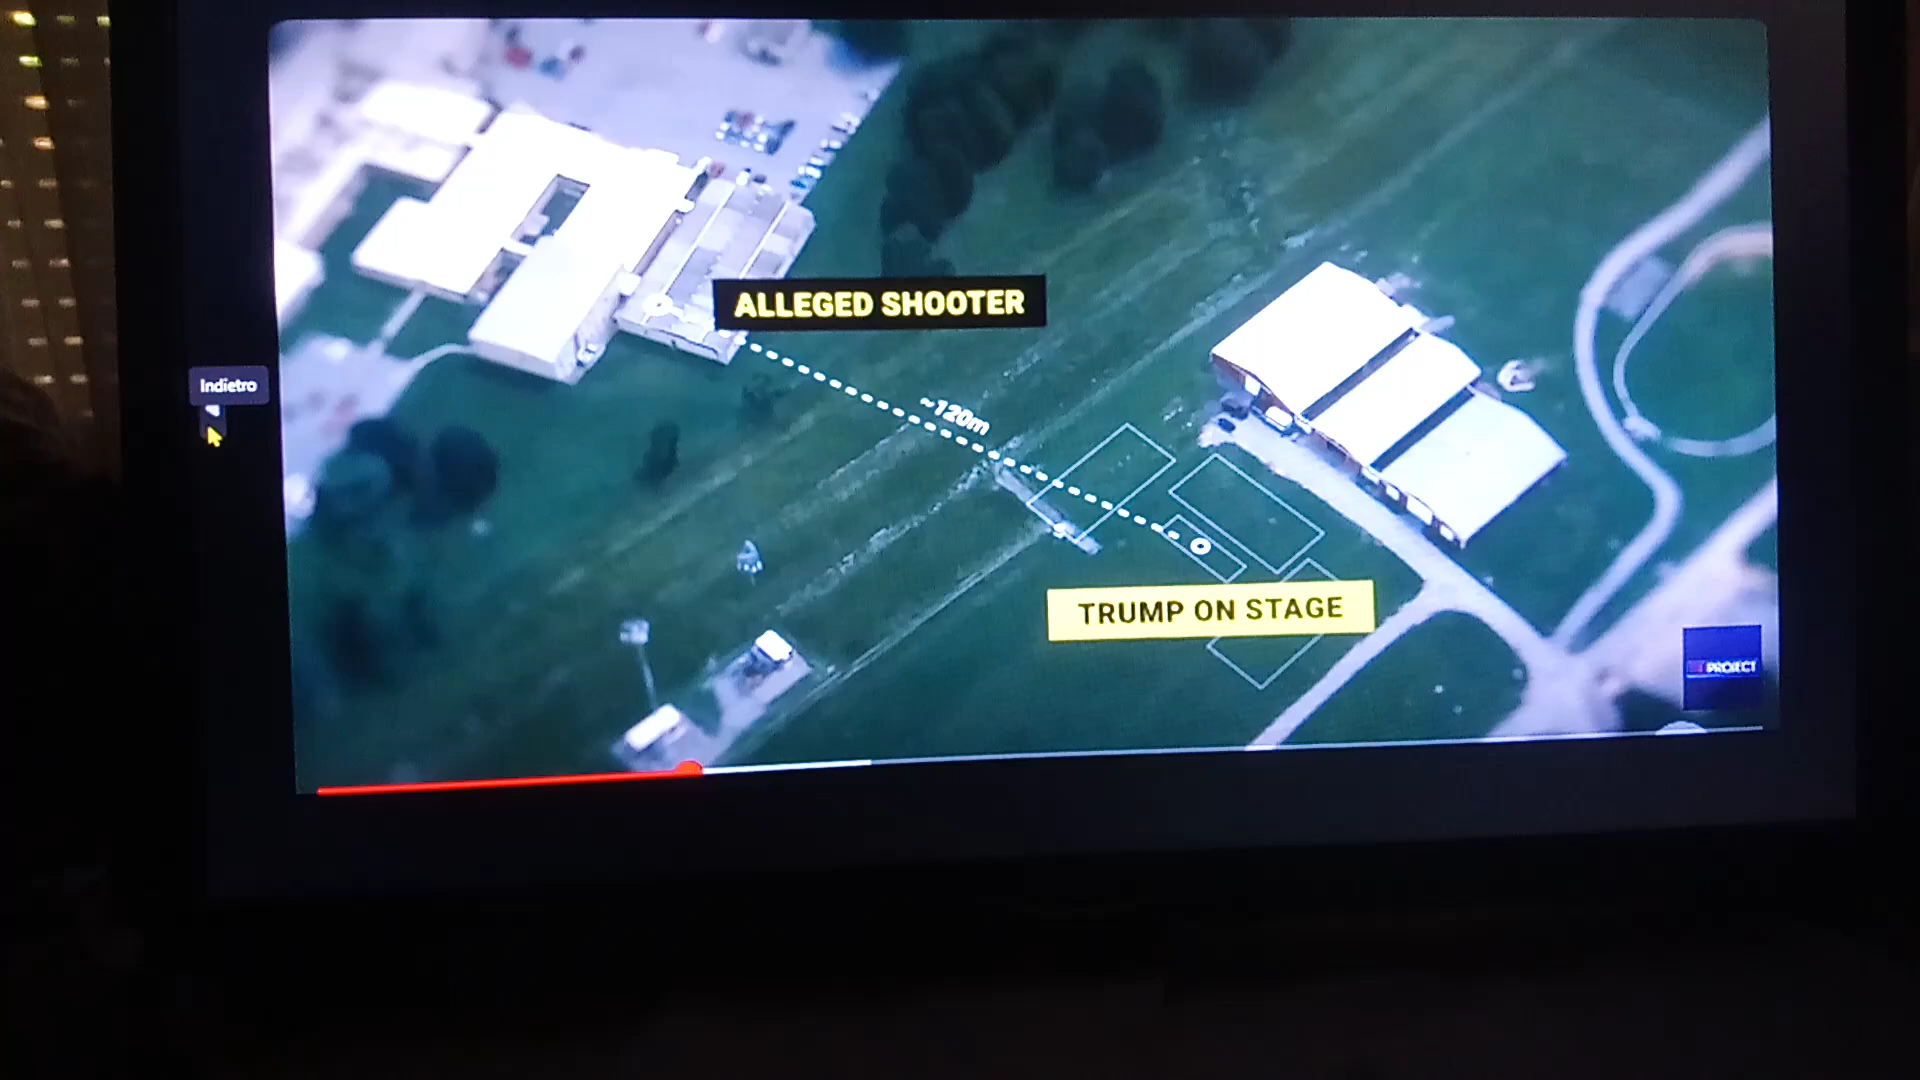 ALLEGED SHOOTER
Indietro
~120m
TRUMP ON STAGE
PROJECT